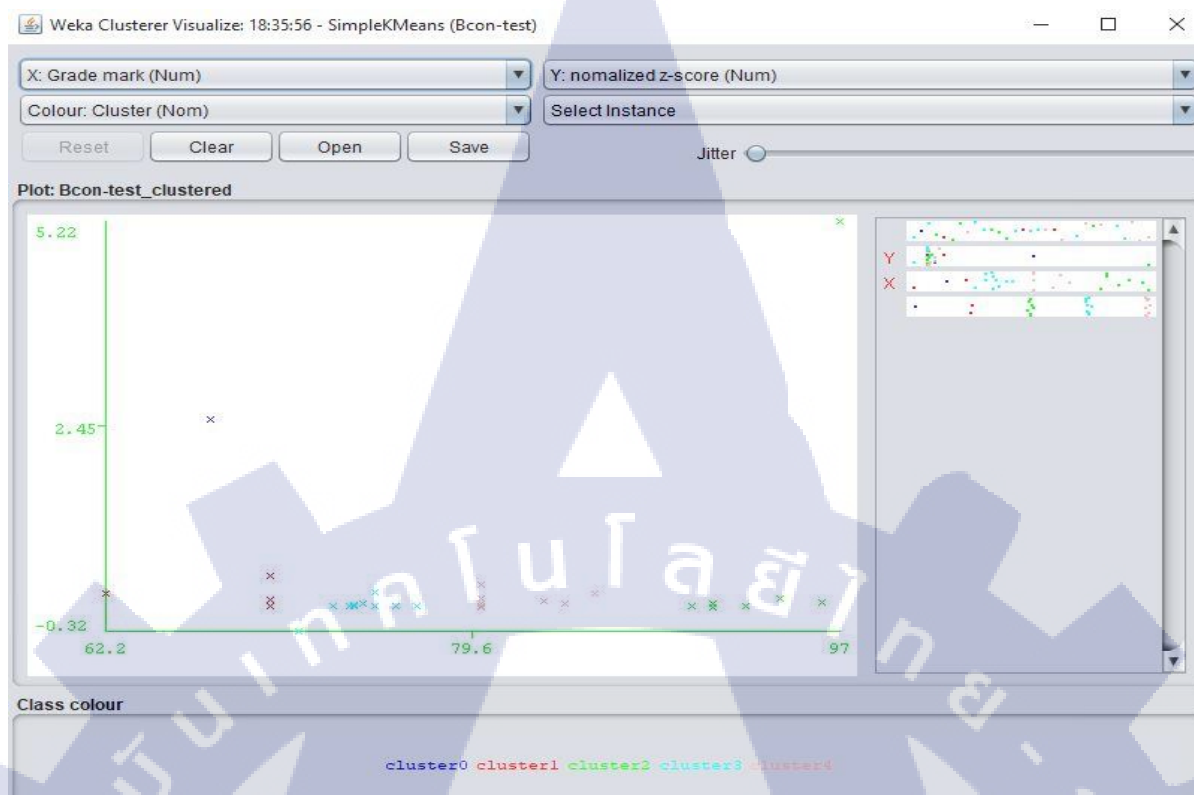 Weka Clusterer Visualize: 18:35:56 - SimpleKMeans (Bcon-test)
X: Grade mark (Num)
Y: nomalized z-score (Num)
Colour: Cluster (Nom)
Select Instance
Reset
Clear
Open
Save
Jitter
Plot: Bcon-test_clustered
5.22
2.45
-0.32
62.2
79.6
97
Y
X
Class colour
cluster0 cluster1 cluster2 cluster3 cluster4